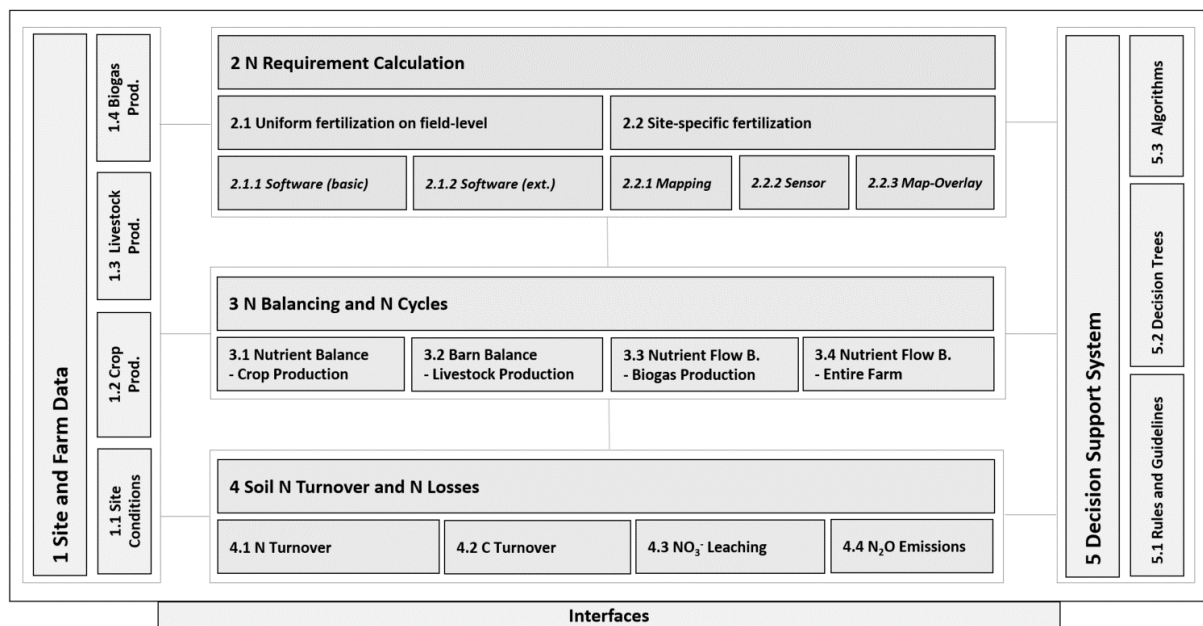 1 Site and Farm Data
1.4 Biogas
Prod.
1.3 Livestock
Prod.
1.2 Crop
Prod.
1.1 Site
Conditions
2 N Requirement Calculation
2.1 Uniform fertilization on field-level
2.2 Site-specific fertilization
2.1.1 Software (basic)
2.1.2 Software (ext.)
2.2.1 Mapping
2.2.2 Sensor
2.2.3 Map-Overlay
3 N Balancing and N Cycles
3.1 Nutrient Balance
- Crop Production
3.2 Barn Balance
- Livestock Production
3.3 Nutrient Flow B.
- Biogas Production
3.4 Nutrient Flow B.
- Entire Farm
4 Soil N Turnover and N Losses
4.1 N Turnover
4.2 C Turnover
4.3 NO₃⁻ Leaching
4.4 N₂O Emissions
5 Decision Support System
5.3 Algorithms
5.2 Decision Trees
5.1 Rules and Guidelines
Interfaces